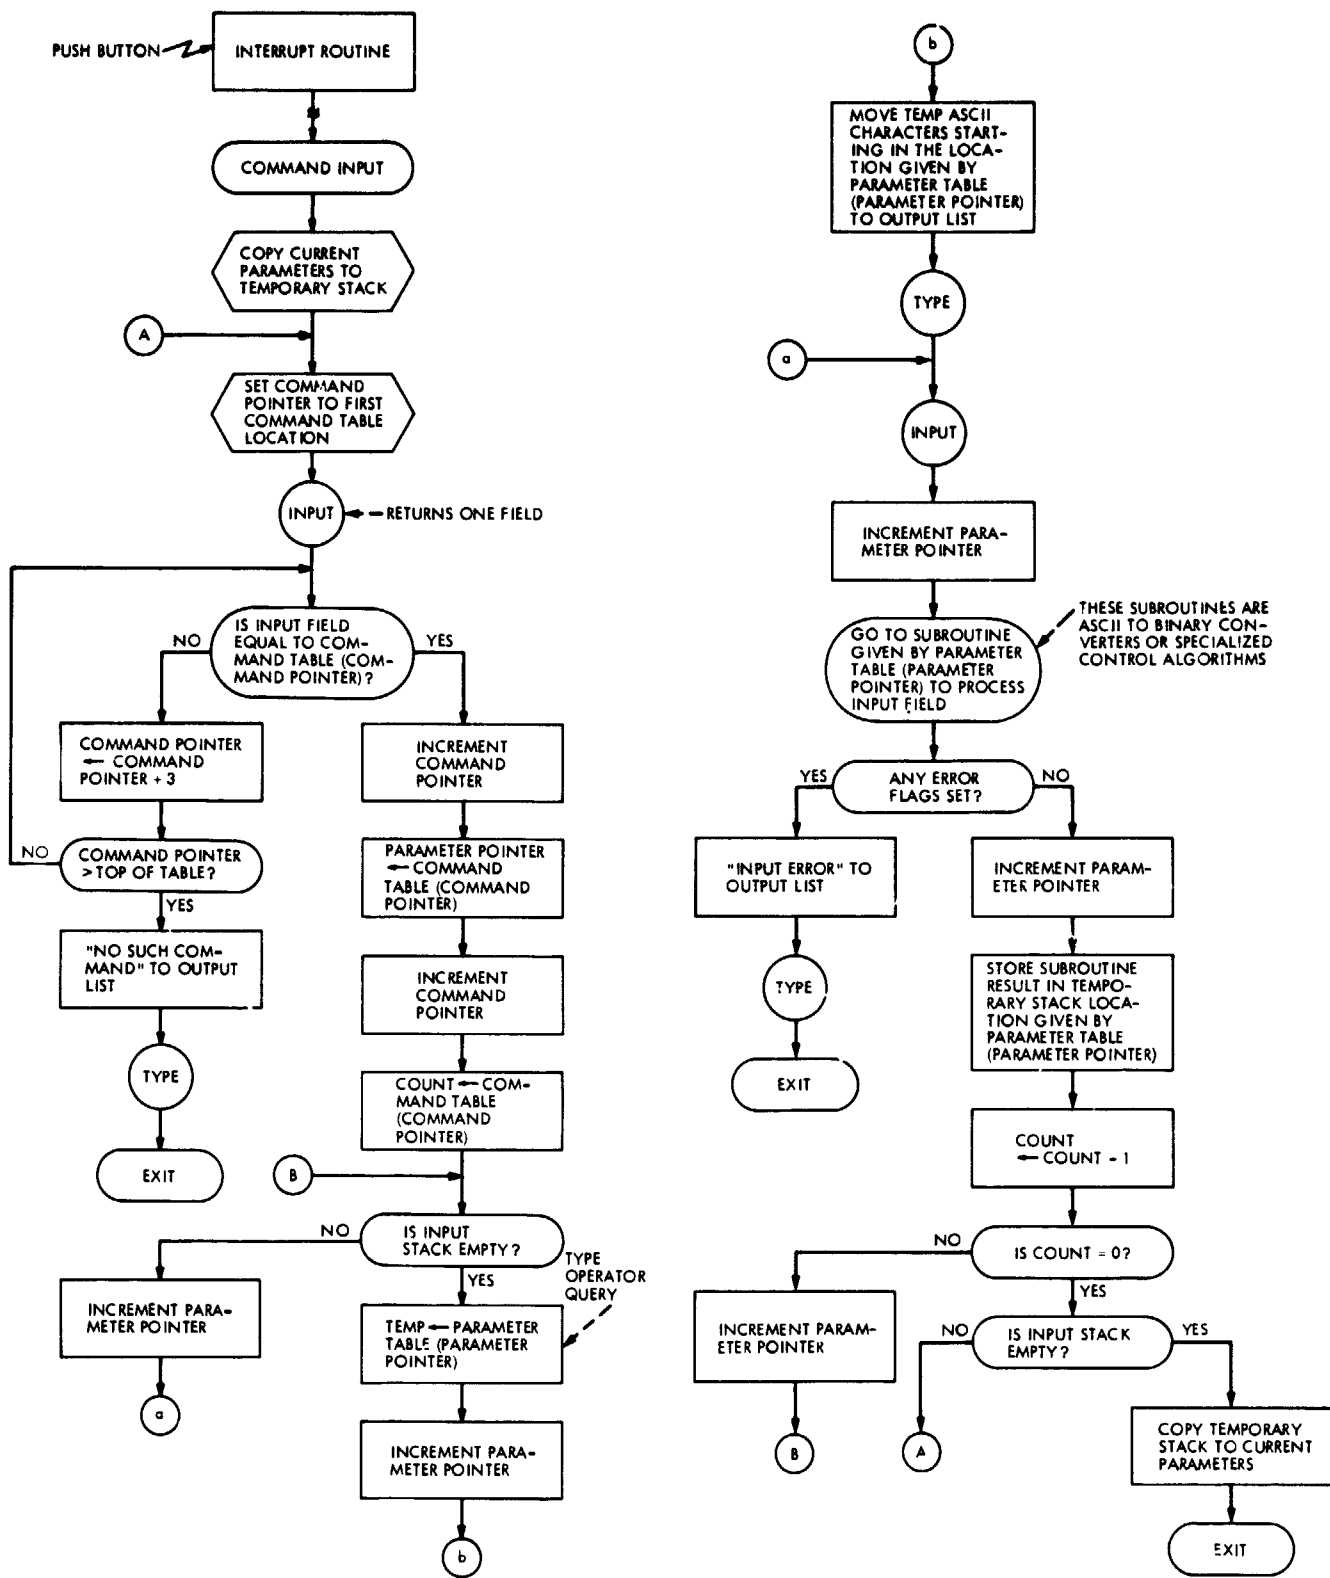 PUSH BUTTON
INTERRUPT ROUTINE
COMMAND INPUT
COPY CURRENT
PARAMETERS TO
TEMPORARY STACK
A
SET COMMAND
POINTER TO FIRST
COMMAND TABLE
LOCATION
INPUT
RETURNS ONE FIELD
IS INPUT FIELD
EQUAL TO COM-
MAND TABLE (COM-
MAND POINTER)?
NO
YES
COMMAND POINTER
← COMMAND
POINTER + 3
COMMAND POINTER
> TOP OF TABLE?
NO
YES
"NO SUCH COM-
MAND" TO OUTPUT
LIST
TYPE
EXIT
INCREMENT
COMMAND
POINTER
PARAMETER POINTER
← COMMAND
TABLE (COMMAND
POINTER)
INCREMENT
COMMAND
POINTER
COUNT ← COM-
MAND TABLE
(COMMAND
POINTER)
B
IS INPUT
STACK EMPTY?
NO
YES
INCREMENT PARA-
METER POINTER
a
TYPE
OPERATOR
QUERY
TEMP ← PARAMETER
TABLE (PARAMETER
POINTER)
INCREMENT PARA-
METER POINTER
b
b
MOVE TEMP ASCII
CHARACTERS START-
ING IN THE LOCA-
TION GIVEN BY
PARAMETER TABLE
(PARAMETER POINTER)
TO OUTPUT LIST
TYPE
a
INPUT
INCREMENT PARA-
METER POINTER
GO TO SUBROUTINE
GIVEN BY PARAMETER
TABLE (PARAMETER
POINTER) TO PROCESS
INPUT FIELD
THESE SUBROUTINES ARE
ASCII TO BINARY CON-
VERTERS OR SPECIALIZED
CONTROL ALGORITHMS
ANY ERROR
FLAGS SET?
YES
NO
"INPUT ERROR" TO
OUTPUT LIST
TYPE
EXIT
INCREMENT PARAM-
ETER POINTER
STORE SUBROUTINE
RESULT IN TEMPO-
RARY STACK LOCA-
TION GIVEN BY
PARAMETER TABLE
(PARAMETER POINTER)
COUNT
← COUNT - 1
IS COUNT = 0?
NO
YES
INCREMENT PARAM-
ETER POINTER
B
IS INPUT STACK
EMPTY?
NO
YES
A
COPY TEMPORARY
STACK TO CURRENT
PARAMETERS
EXIT